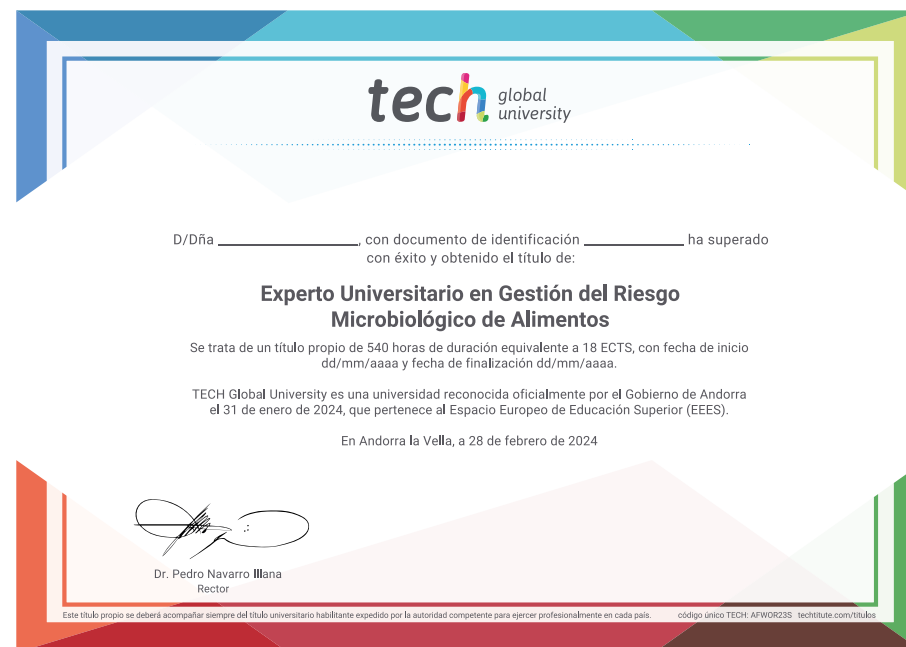 tech global university
D/Dña ____________________, con documento de identificación ______________ ha superado
con éxito y obtenido el título de:
Experto Universitario en Gestión del Riesgo
Microbiológico de Alimentos
Se trata de un título propio de 540 horas de duración equivalente a 18 ECTS, con fecha de inicio
dd/mm/aaaa y fecha de finalización dd/mm/aaaa.
TECH Global University es una universidad reconocida oficialmente por el Gobierno de Andorra
el 31 de enero de 2024, que pertenece al Espacio Europeo de Educación Superior (EEES).
En Andorra la Vella, a 28 de febrero de 2024
Dr. Pedro Navarro Illana
Rector
Este título propio se deberá acompañar siempre del título universitario habilitante expedido por la autoridad competente para ejercer profesionalmente en cada país. código único TECH: AFWOR23S techtitute.com/titulos